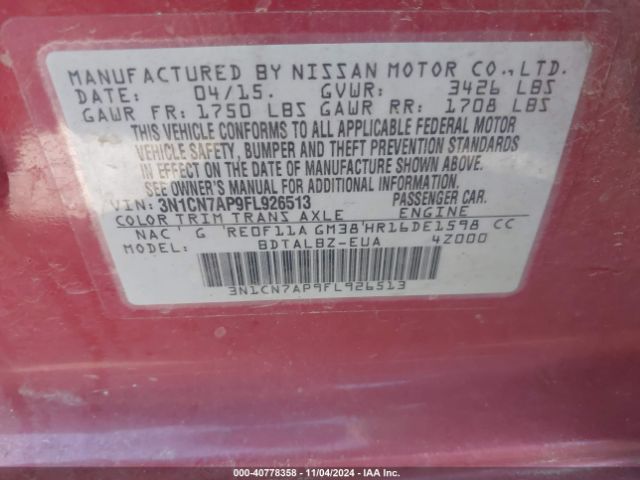 MANUFACTURED BY NISSAN MOTOR CO.,LTD.
DATE: 04/15. GVWR: 3426 LBS
GAWR FR: 1750 LBS GAWR RR: 1708 LBS
THIS VEHICLE CONFORMS TO ALL APPLICABLE FEDERAL MOTOR
VEHICLE SAFETY, BUMPER AND THEFT PREVENTION STANDARDS
IN EFFECT ON THE DATE OF MANUFACTURE SHOWN ABOVE.
SEE OWNER'S MANUAL FOR ADDITIONAL INFORMATION.
VIN: 3N1CN7AP9FL926513 PASSENGER CAR.
COLOR TRIM TRANS AXLE ENGINE
NAC' G 'RE0F11A GM38'HR16DE1598 CC
MODEL: BDTALBZ-EUA 4Z000
3N1CN7AP9FL926513
000-40778358 | 11/04/2024 | IAA Inc.